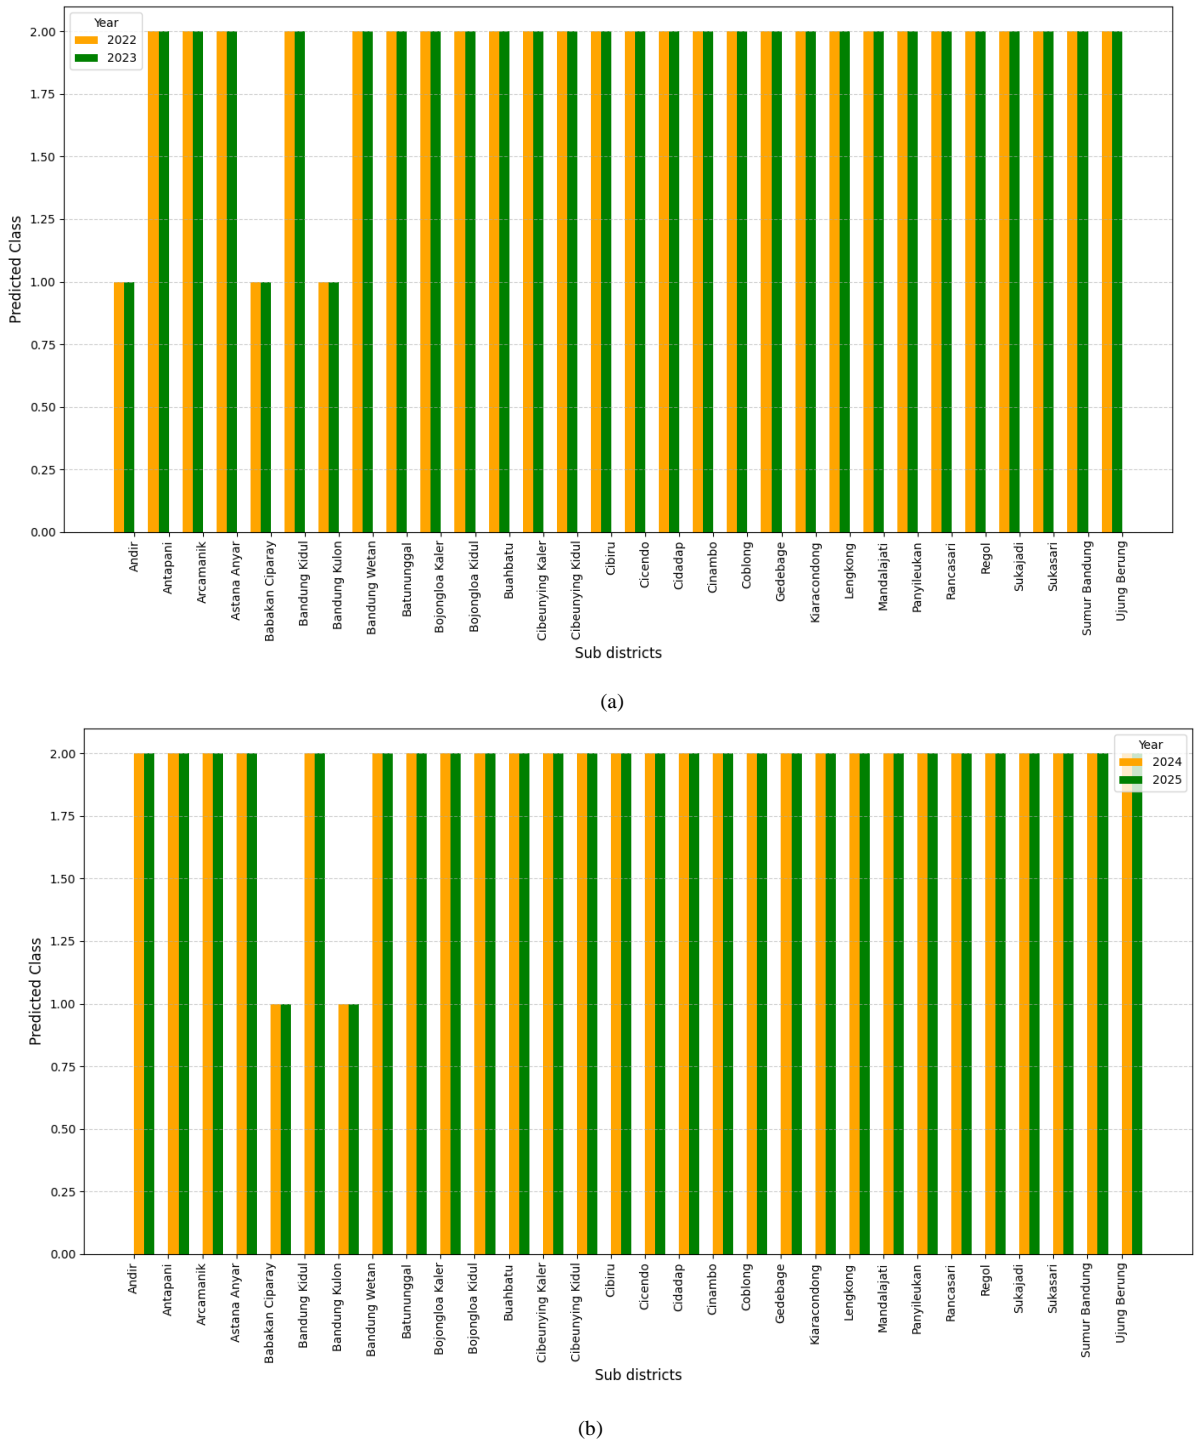 Year
2022
2023
2.00
1.75
1.50
1.25
1.00
0.75
0.50
0.25
0.00
Predicted Class
Andir
Antapani
Arcamanik
Astana Anyar
Babakan Ciparay
Bandung Kidul
Bandung Kulon
Bandung Wetan
Batununggal
Bojongloa Kaler
Bojongloa Kidul
Buahbatu
Cibeunying Kaler
Cibeunying Kidul
Cibiru
Cicendo
Cidadap
Cinambo
Coblong
Gedebage
Kiaracondong
Lengkong
Mandalajati
Panyileukan
Rancasari
Regol
Sukajadi
Sukasari
Sumur Bandung
Ujung Berung
Sub districts
(a)
Year
2024
2025
2.00
1.75
1.50
1.25
1.00
0.75
0.50
0.25
0.00
Predicted Class
Andir
Antapani
Arcamanik
Astana Anyar
Babakan Ciparay
Bandung Kidul
Bandung Kulon
Bandung Wetan
Batununggal
Bojongloa Kaler
Bojongloa Kidul
Buahbatu
Cibeunying Kaler
Cibeunying Kidul
Cibiru
Cicendo
Cidadap
Cinambo
Coblong
Gedebage
Kiaracondong
Lengkong
Mandalajati
Panyileukan
Rancasari
Regol
Sukajadi
Sukasari
Sumur Bandung
Ujung Berung
Sub districts
(b)